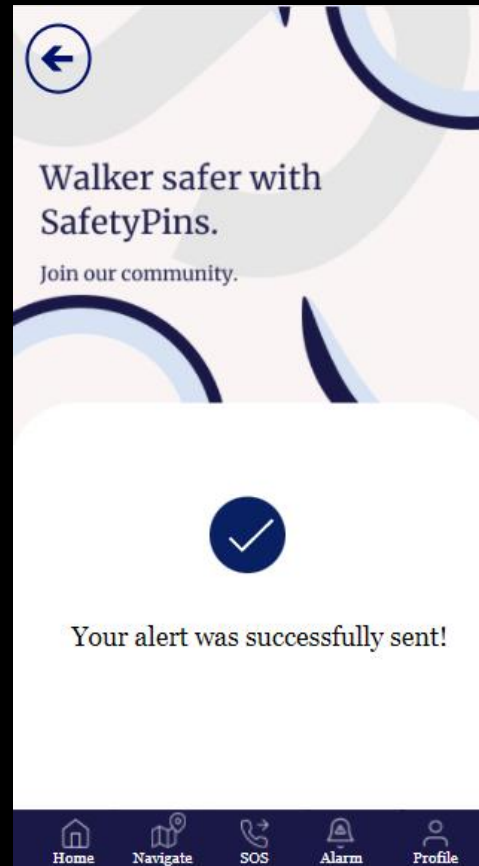 Walker safer with
SafetyPins.
Join our community.
Your alert was successfully sent!
Home Navigate SOS Alarm Profile